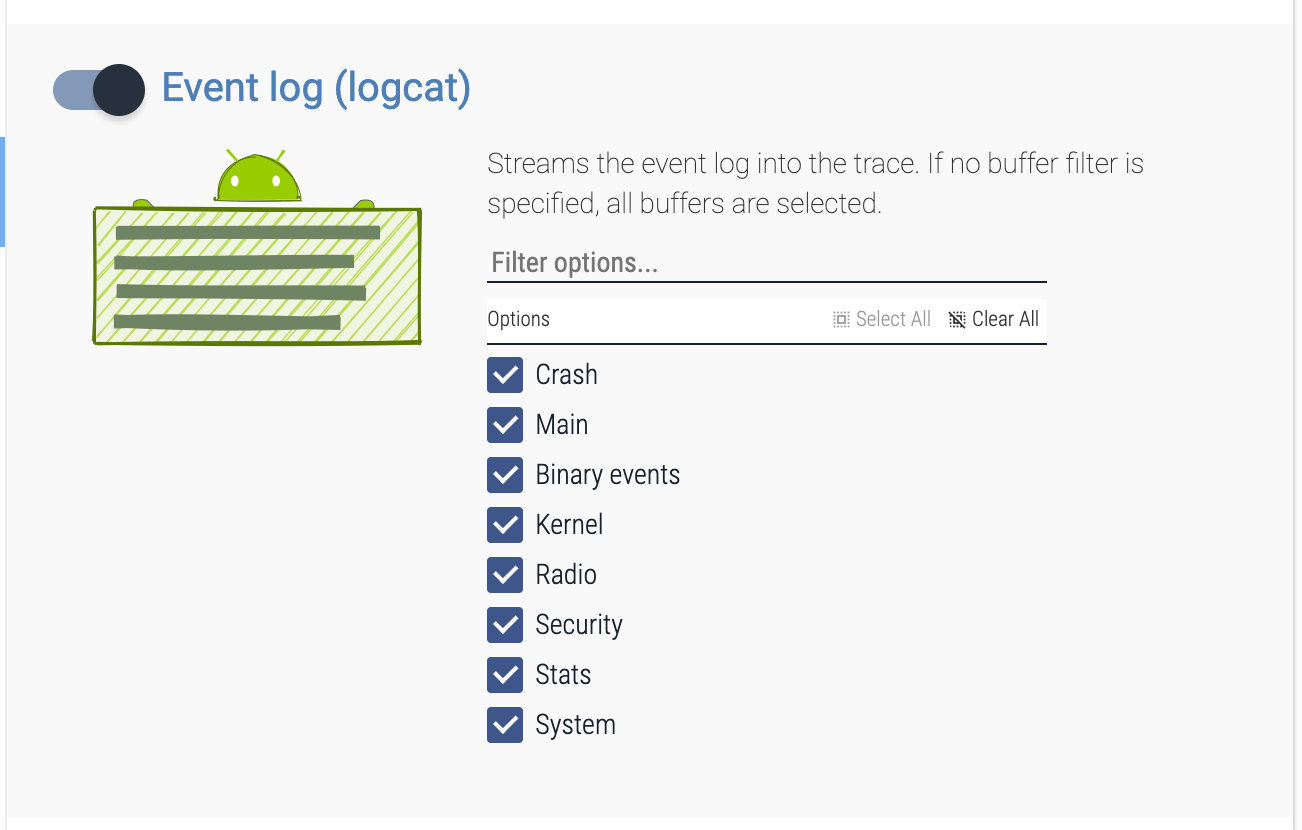 Event log (logcat)
Streams the event log into the trace. If no buffer filter is
specified, all buffers are selected.
Filter options...
Options Select All Clear All
Crash
Main
Binary events
Kernel
Radio
Security
Stats
System